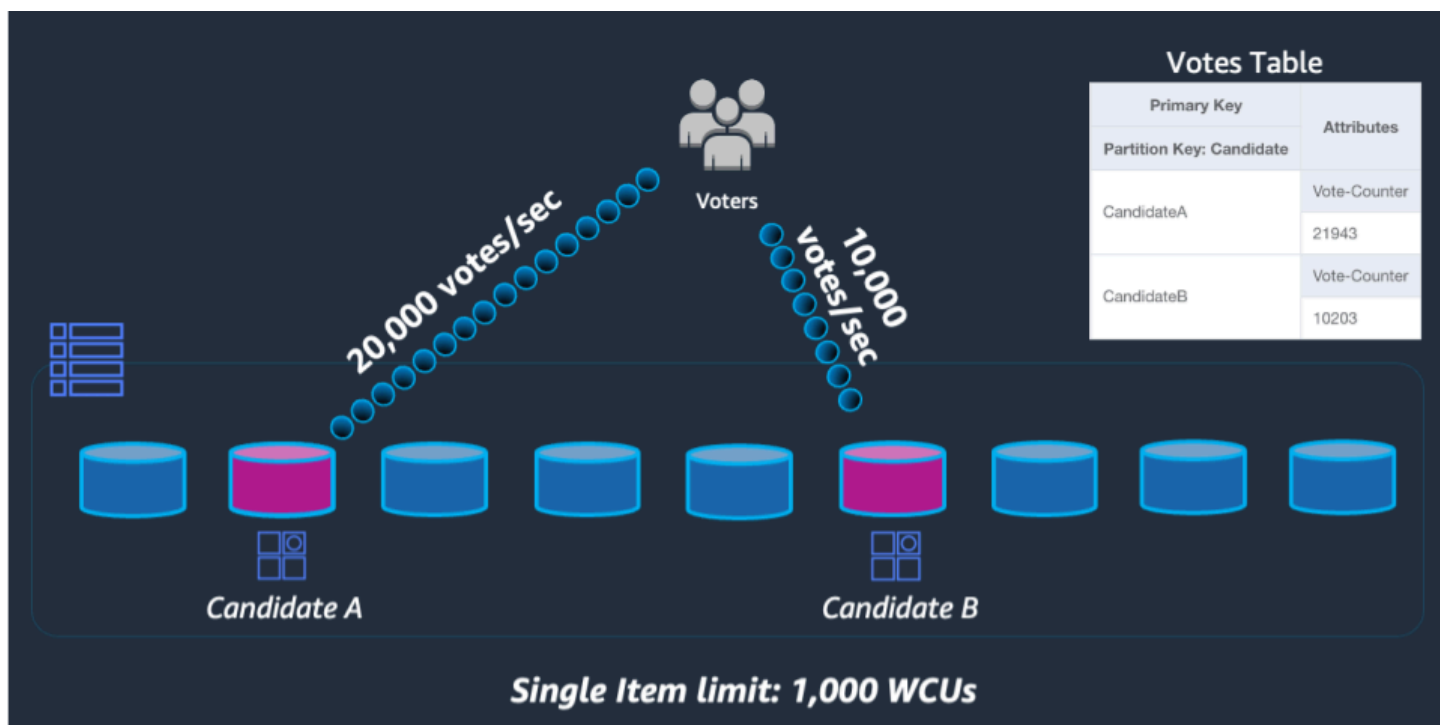 Votes Table
Primary Key
Attributes
Partition Key: Candidate
CandidateA
Vote-Counter
21943
CandidateB
Vote-Counter
10203
Voters
20,000 votes/sec
10,000
votes/sec
Candidate A
Candidate B
Single Item limit: 1,000 WCUs